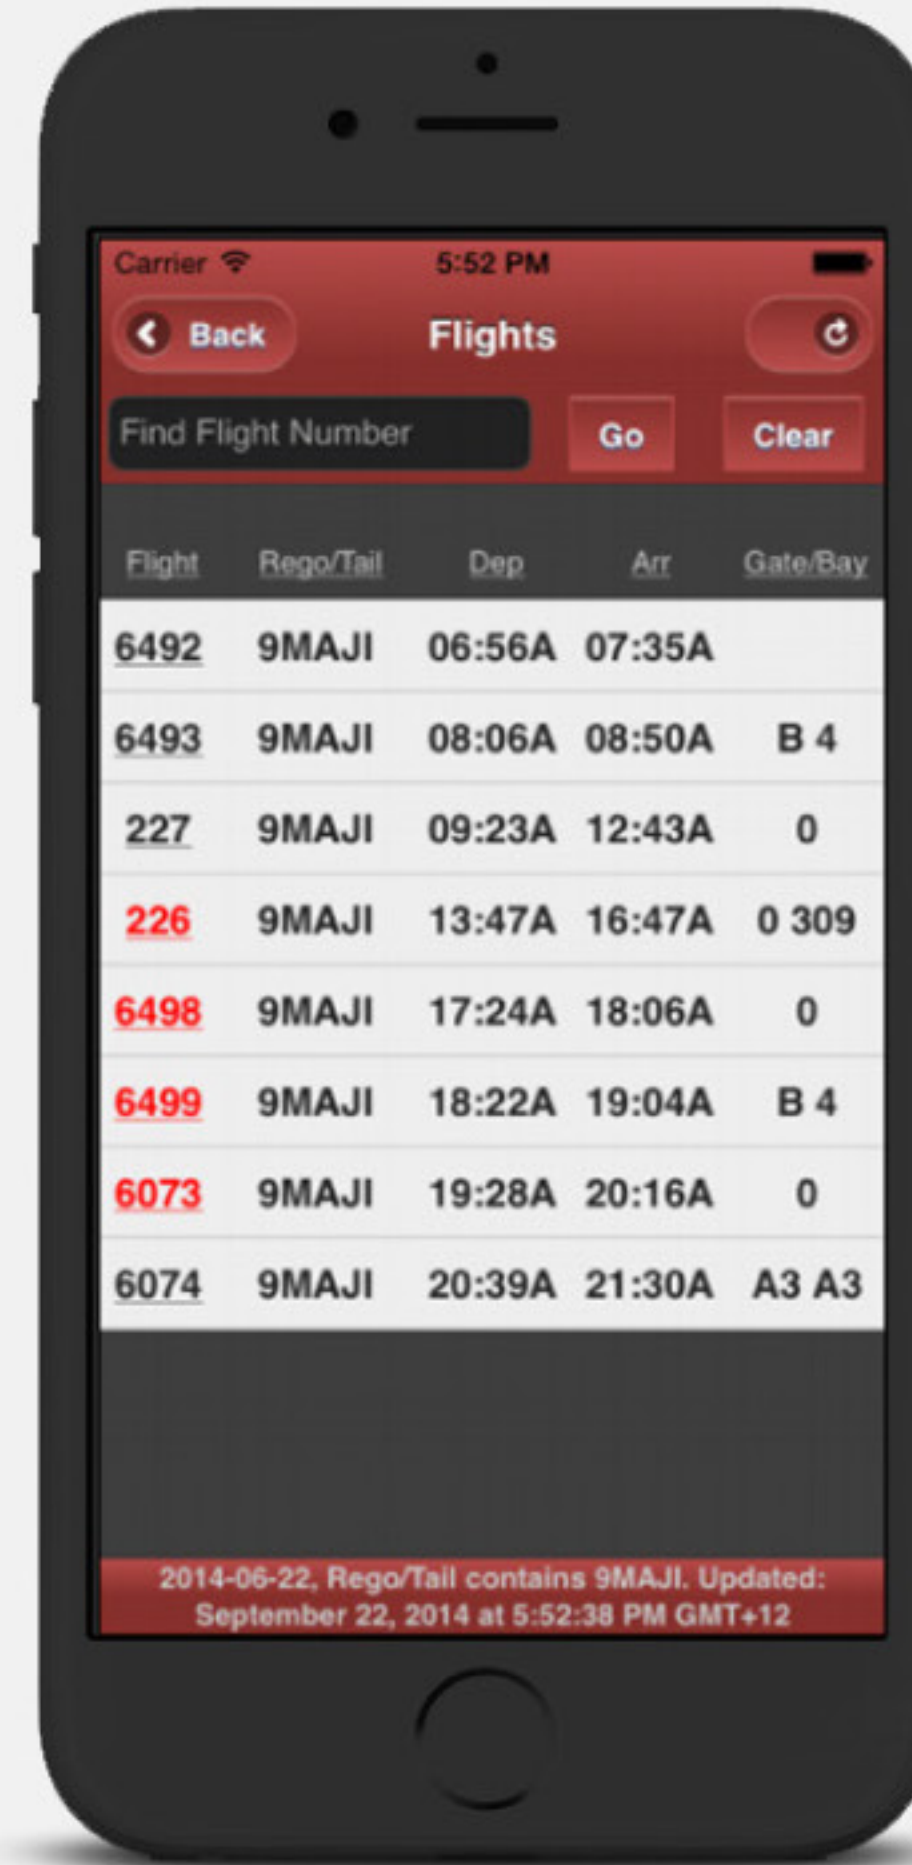 Carrier 5:52 PM
Back Flights
Find Flight Number Go Clear
Flight Rego/Tail Dep Arr Gate/Bay
6492 9MAJI 06:56A 07:35A
6493 9MAJI 08:06A 08:50A B 4
227 9MAJI 09:23A 12:43A 0
226 9MAJI 13:47A 16:47A 0 309
6498 9MAJI 17:24A 18:06A 0
6499 9MAJI 18:22A 19:04A B 4
6073 9MAJI 19:28A 20:16A 0
6074 9MAJI 20:39A 21:30A A3 A3
2014-06-22, Rego/Tail contains 9MAJI. Updated:
September 22, 2014 at 5:52:38 PM GMT+12